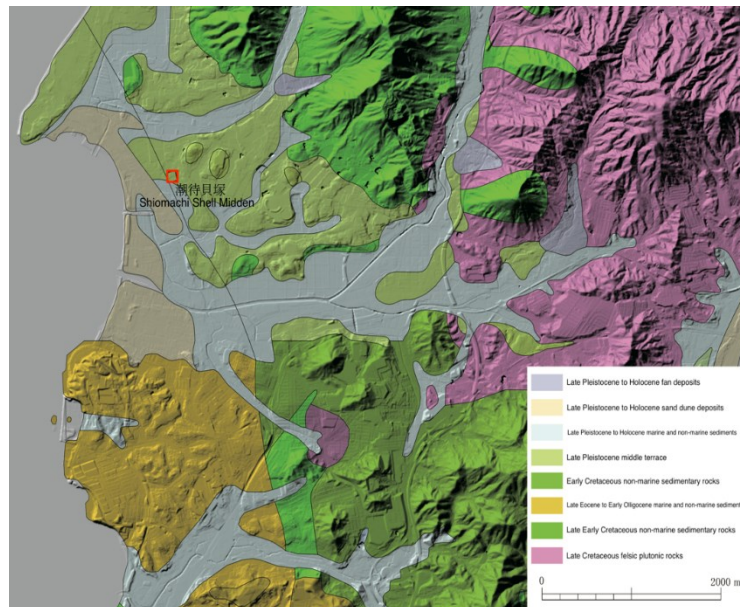 潮待貝塚
Shiomachi Shell Midden
Late Pleistocene to Holocene fan deposits
Late Pleistocene to Holocene sand dune deposits
Late Pleistocene to Holocene marine and non-marine sediments
Late Pleistocene middle terrace
Early Cretaceous non-marine sedimentary rocks
Late Eocene to Early Oligocene marine and non-marine sediment
Late Early Cretaceous non-marine sedimentary rocks
Late Cretaceous felsic plutonic rocks
0 2000 m